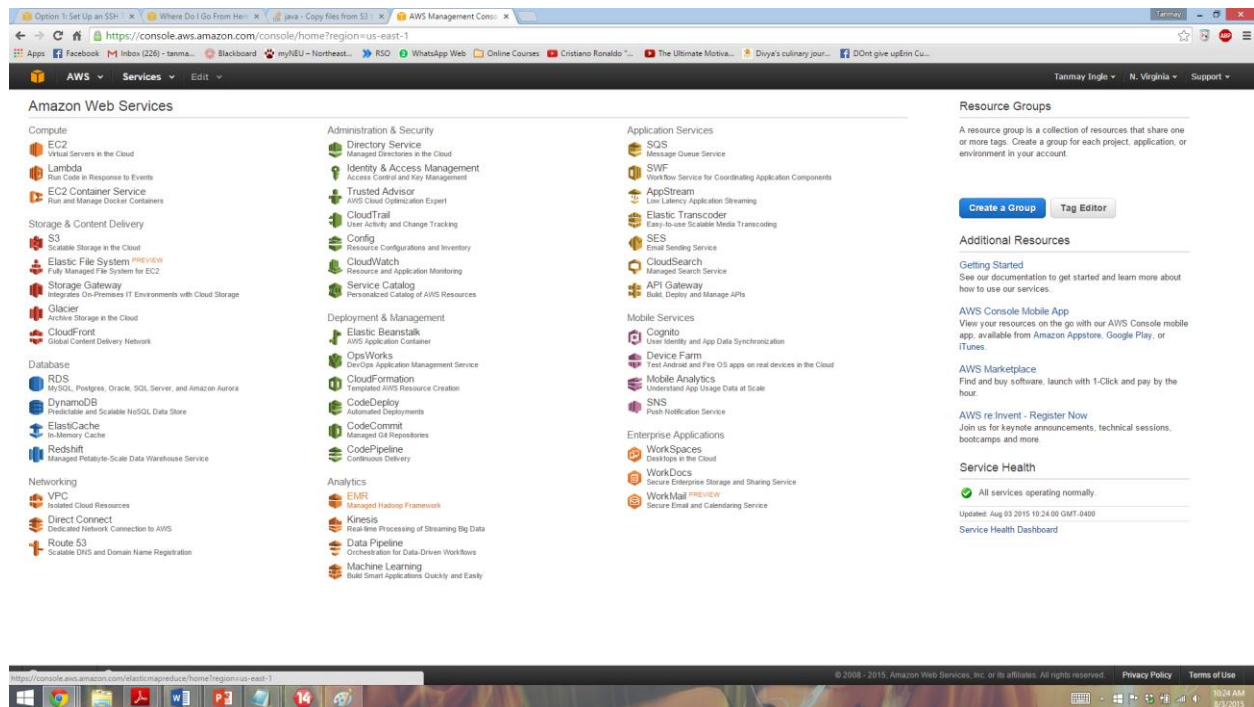 Option 1: Set Up an SSH T
Where Do I Go From Here
java - Copy files from S3 t
AWS Management Conso
Tanmay
https://console.aws.amazon.com/console/home?region=us-east-1
Apps Facebook Inbox (226) - tanma... Blackboard myNEU – Northeast... RSO WhatsApp Web Online Courses Cristiano Ronaldo "... The Ultimate Motiva... Divya's culinary jour... DOnt give upErin Cu...
AWS Services Edit Tanmay Ingle N. Virginia Support
Amazon Web Services
Compute
EC2
Virtual Servers in the Cloud
Lambda
Run Code in Response to Events
EC2 Container Service
Run and Manage Docker Containers
Storage & Content Delivery
S3
Scalable Storage in the Cloud
Elastic File System PREVIEW
Fully Managed File System for EC2
Storage Gateway
Integrates On-Premises IT Environments with Cloud Storage
Glacier
Archive Storage in the Cloud
CloudFront
Global Content Delivery Network
Database
RDS
MySQL, Postgres, Oracle, SQL Server, and Amazon Aurora
DynamoDB
Predictable and Scalable NoSQL Data Store
ElastiCache
In-Memory Cache
Redshift
Managed Petabyte-Scale Data Warehouse Service
Networking
VPC
Isolated Cloud Resources
Direct Connect
Dedicated Network Connection to AWS
Route 53
Scalable DNS and Domain Name Registration
Administration & Security
Directory Service
Managed Directories in the Cloud
Identity & Access Management
Access Control and Key Management
Trusted Advisor
AWS Cloud Optimization Expert
CloudTrail
User Activity and Change Tracking
Config
Resource Configurations and Inventory
CloudWatch
Resource and Application Monitoring
Service Catalog
Personalized Catalog of AWS Resources
Deployment & Management
Elastic Beanstalk
AWS Application Container
OpsWorks
DevOps Application Management Service
CloudFormation
Templated AWS Resource Creation
CodeDeploy
Automated Deployments
CodeCommit
Managed Git Repositories
CodePipeline
Continuous Delivery
Analytics
EMR
Managed Hadoop Framework
Kinesis
Real-time Processing of Streaming Big Data
Data Pipeline
Orchestration for Data-Driven Workflows
Machine Learning
Build Smart Applications Quickly and Easily
Application Services
SQS
Message Queue Service
SWF
Workflow Service for Coordinating Application Components
AppStream
Low Latency Application Streaming
Elastic Transcoder
Easy-to-use Scalable Media Transcoding
SES
Email Sending Service
CloudSearch
Managed Search Service
API Gateway
Build, Deploy and Manage APIs
Mobile Services
Cognito
User Identity and App Data Synchronization
Device Farm
Test Android and Fire OS apps on real devices in the Cloud
Mobile Analytics
Understand App Usage Data at Scale
SNS
Push Notification Service
Enterprise Applications
WorkSpaces
Desktops in the Cloud
WorkDocs
Secure Enterprise Storage and Sharing Service
WorkMail PREVIEW
Secure Email and Calendaring Service
Resource Groups
A resource group is a collection of resources that share one
or more tags. Create a group for each project, application, or
environment in your account.
Create a Group Tag Editor
Additional Resources
Getting Started
See our documentation to get started and learn more about
how to use our services.
AWS Console Mobile App
View your resources on the go with our AWS Console mobile
app, available from Amazon Appstore, Google Play, or
iTunes.
AWS Marketplace
Find and buy software, launch with 1-Click and pay by the
hour.
AWS re:Invent - Register Now
Join us for keynote announcements, technical sessions,
bootcamps and more.
Service Health
All services operating normally.
Updated: Aug 03 2015 10:24:00 GMT-0400
Service Health Dashboard
https://console.aws.amazon.com/elasticmapreduce/home?region=us-east-1
© 2008 - 2015, Amazon Web Services, Inc. or its affiliates. All rights reserved. Privacy Policy Terms of Use
10:24 AM
8/3/2015